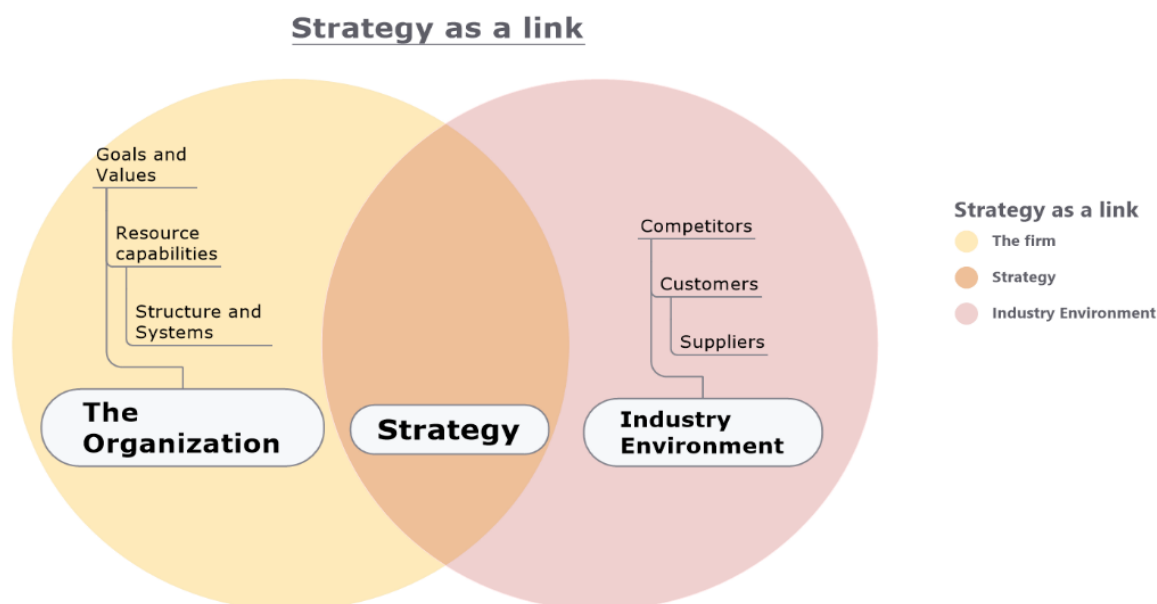 Strategy as a link
Goals and
Values
Resource
capabilities
Structure and
Systems
The
Organization
Strategy
Competitors
Customers
Suppliers
Industry
Environment
Strategy as a link
The firm
Strategy
Industry Environment